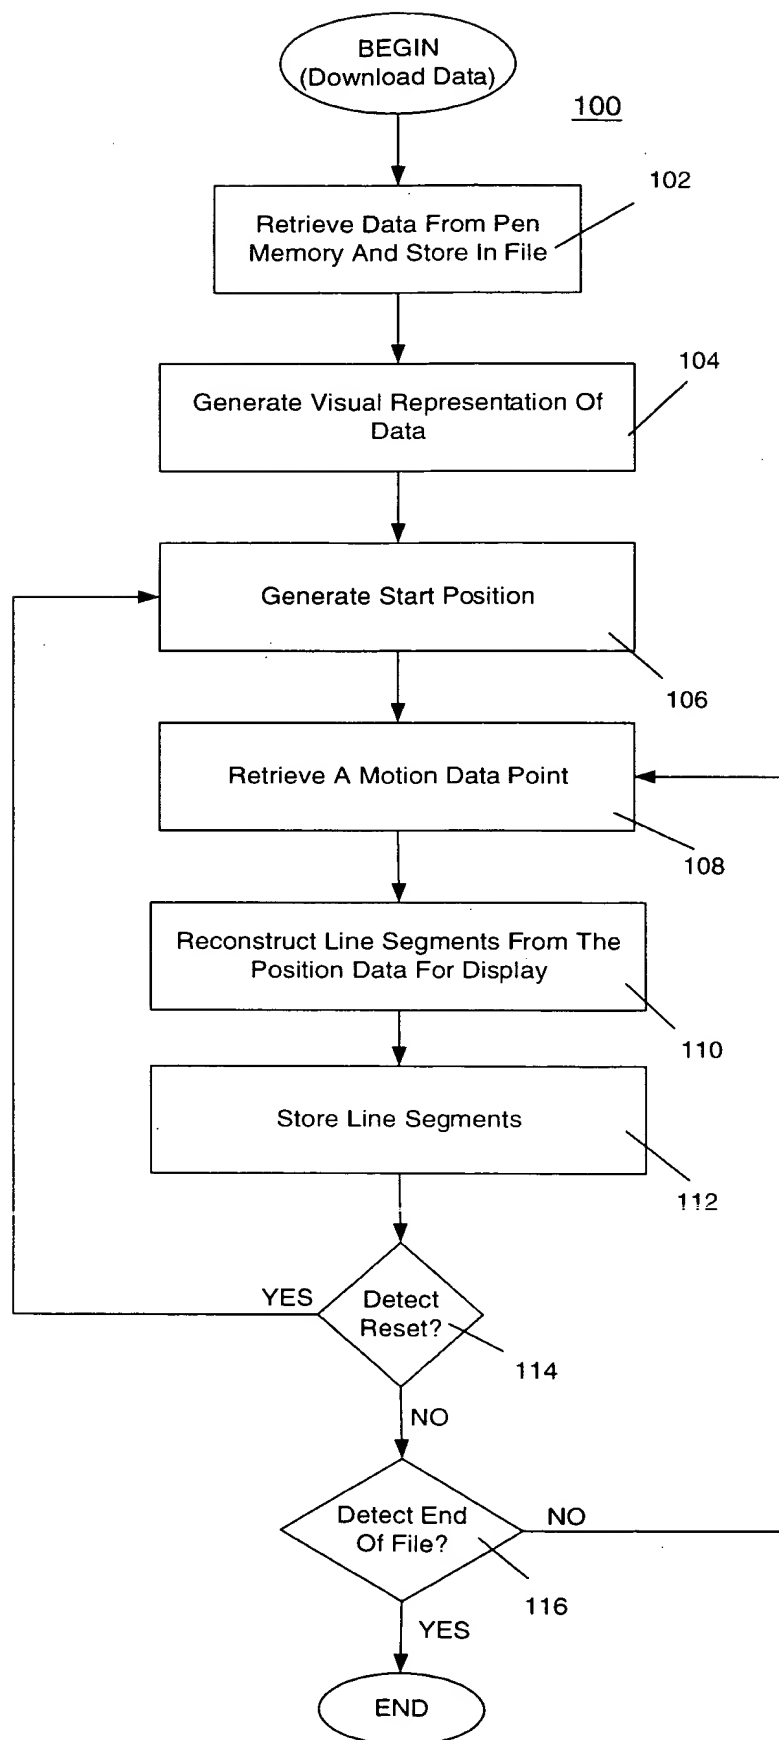 BEGIN
(Download Data)
100
102
Retrieve Data From Pen
Memory And Store In File
104
Generate Visual Representation Of
Data
Generate Start Position
106
Retrieve A Motion Data Point
108
Reconstruct Line Segments From The
Position Data For Display
110
Store Line Segments
112
YES
Detect
Reset?
114
NO
Detect End
Of File?
NO
116
YES
END